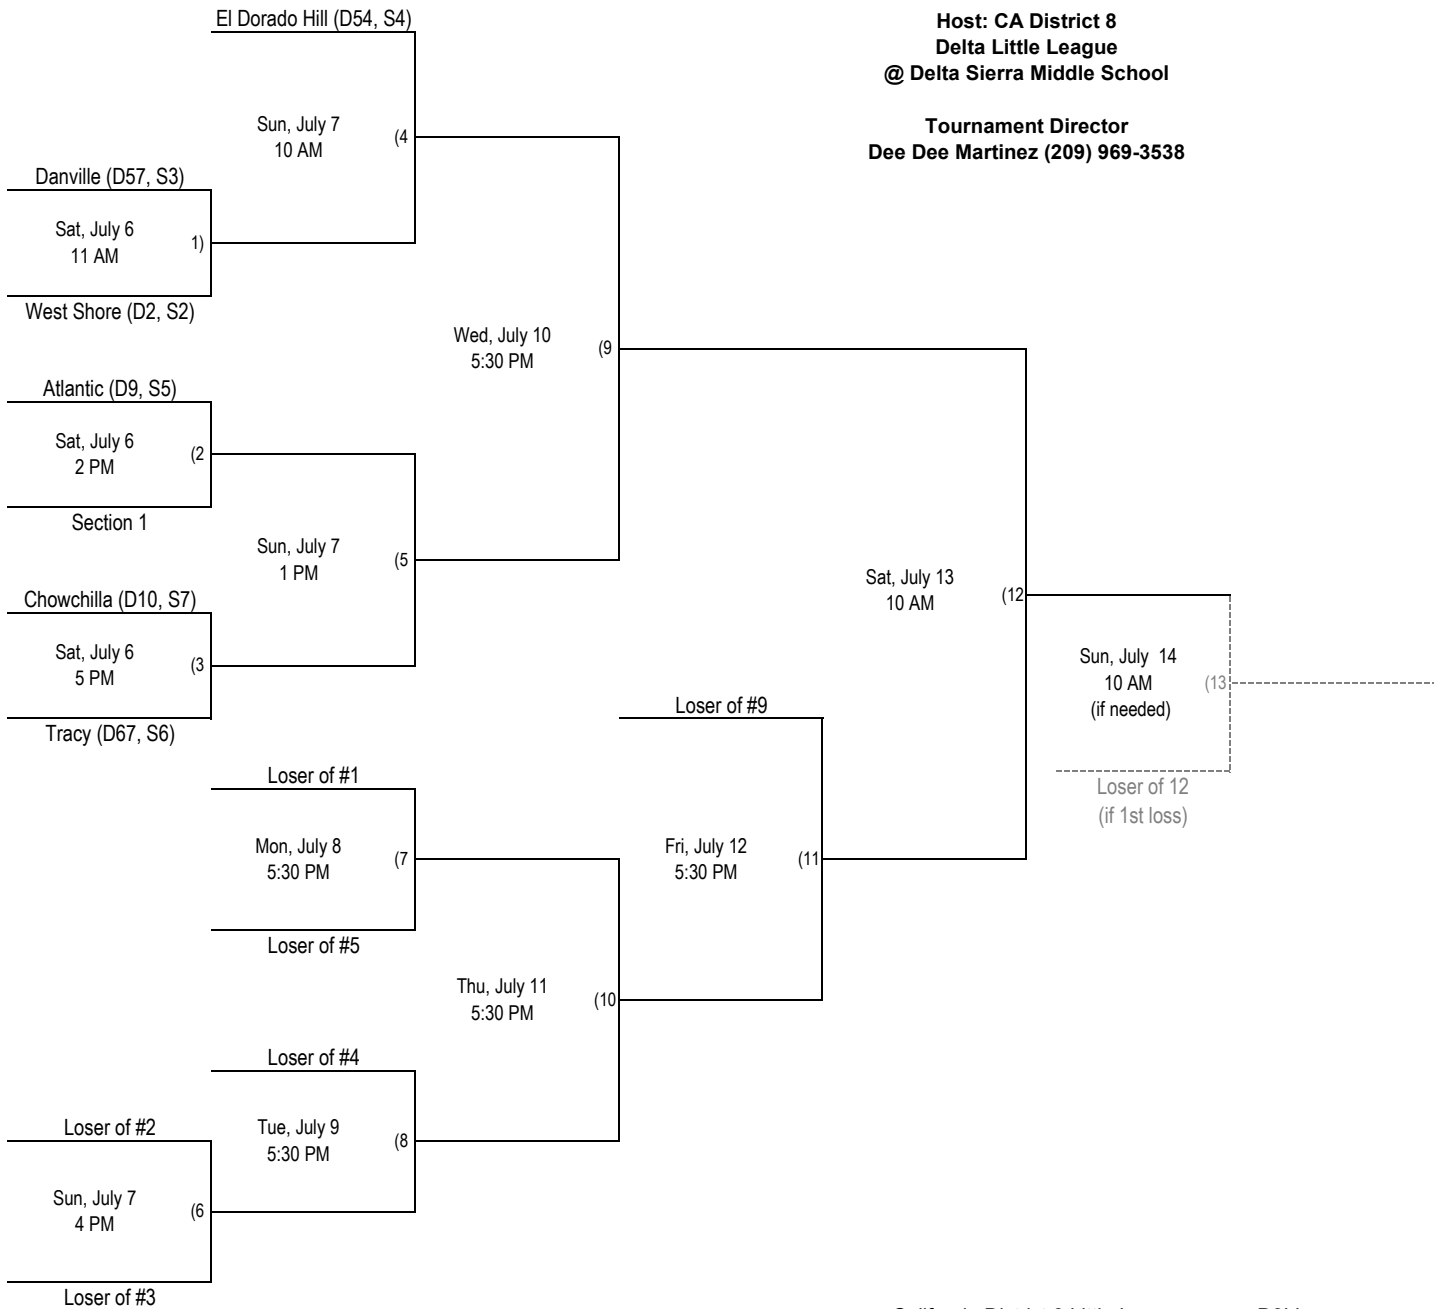 El Dorado Hill (D54, S4)
Host: CA District 8
Delta Little League
@ Delta Sierra Middle School
Tournament Director
Dee Dee Martinez (209) 969-3538
Sun, July 7
10 AM
(4
Danville (D57, S3)
Sat, July 6
11 AM
1)
West Shore (D2, S2)
Wed, July 10
5:30 PM
(9
Atlantic (D9, S5)
Sat, July 6
2 PM
(2
Section 1
Sun, July 7
1 PM
(5
Chowchilla (D10, S7)
Sat, July 6
5 PM
(3
Tracy (D67, S6)
Sat, July 13
10 AM
(12
Sun, July 14
10 AM
(if needed)
(13
Loser of 12
(if 1st loss)
Loser of #9
Fri, July 12
5:30 PM
(11
Loser of #1
Mon, July 8
5:30 PM
(7
Loser of #5
Thu, July 11
5:30 PM
(10
Loser of #4
Tue, July 9
5:30 PM
(8
Loser of #2
Sun, July 7
4 PM
(6
Loser of #3